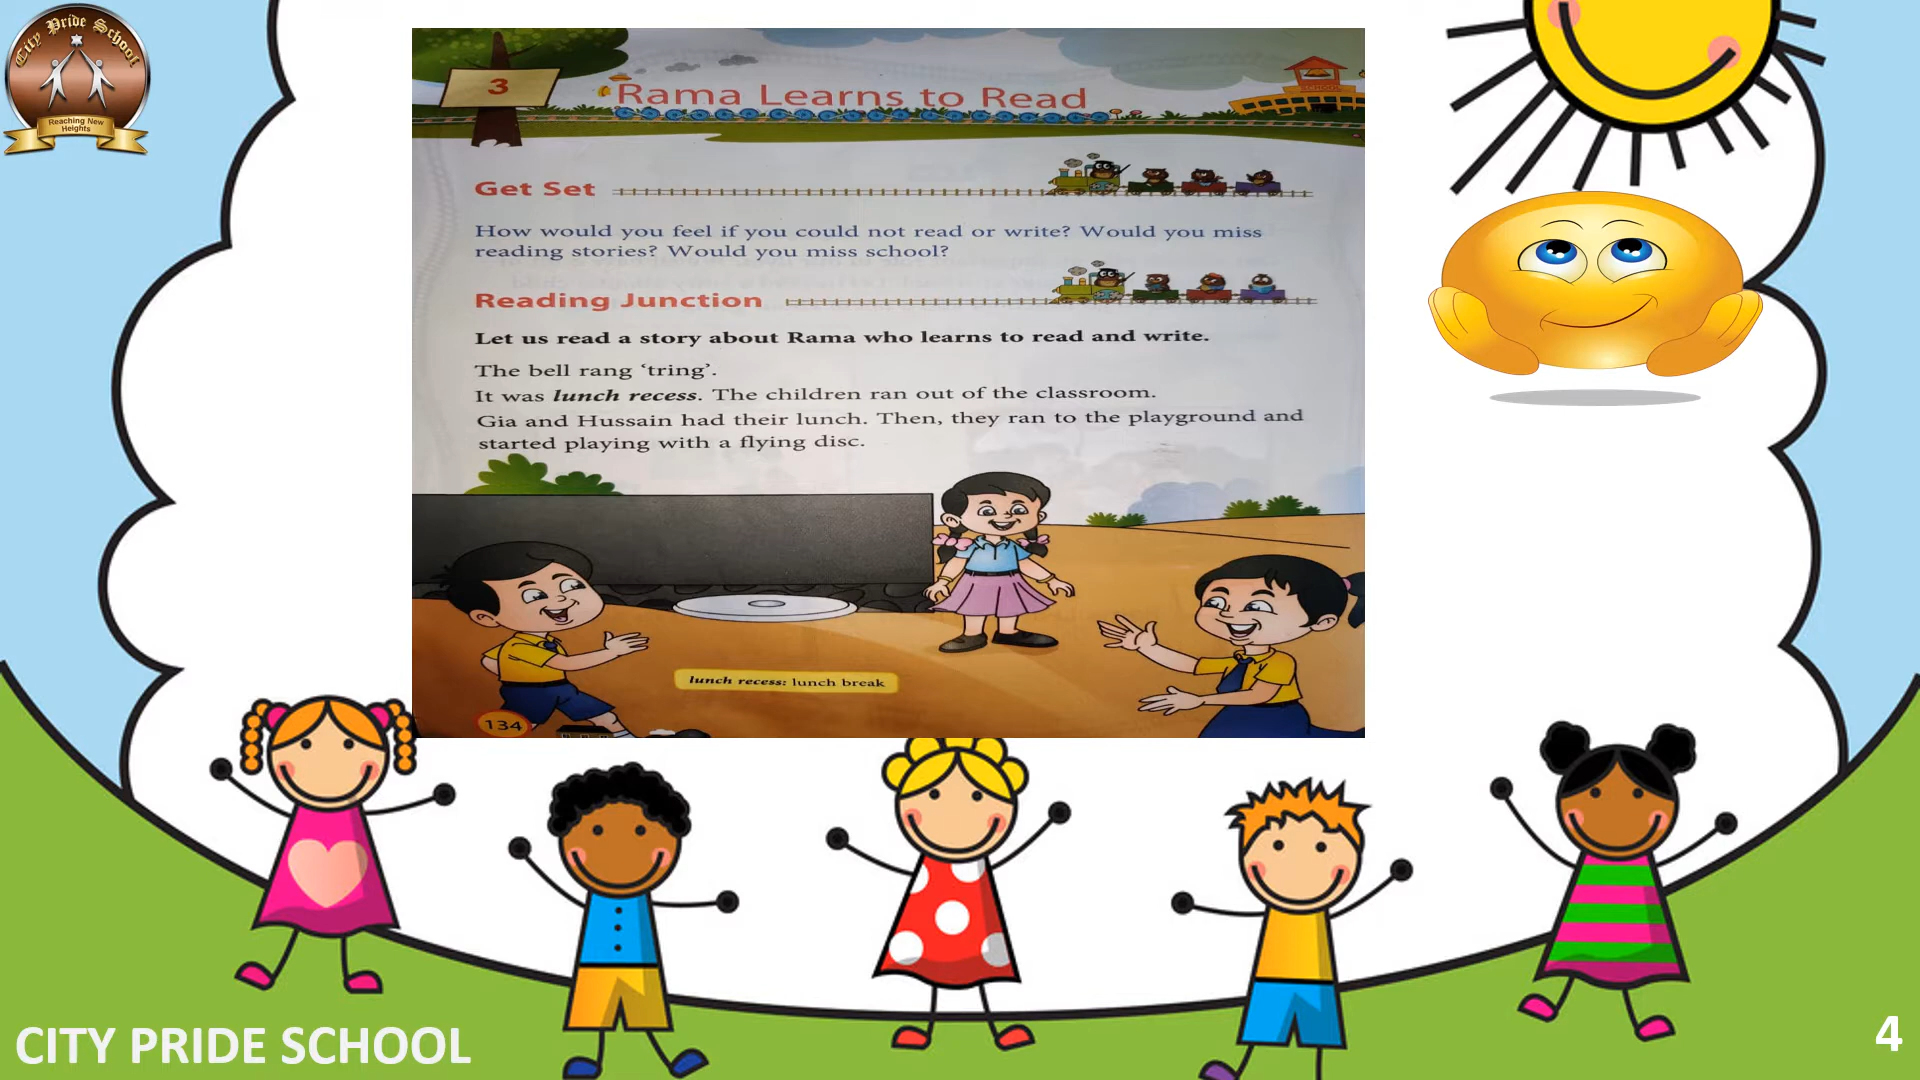 City Pride School
Reaching New
Heights
3
Rama Learns to Read
SCHOOL
Get Set
How would you feel if you could not read or write? Would you miss
reading stories? Would you miss school?
Reading Junction
Let us read a story about Rama who learns to read and write.
The bell rang ‘tring’.
It was lunch recess. The children ran out of the classroom.
Gia and Hussain had their lunch. Then, they ran to the playground and
started playing with a flying disc.
lunch recess: lunch break
134
CITY PRIDE SCHOOL
4